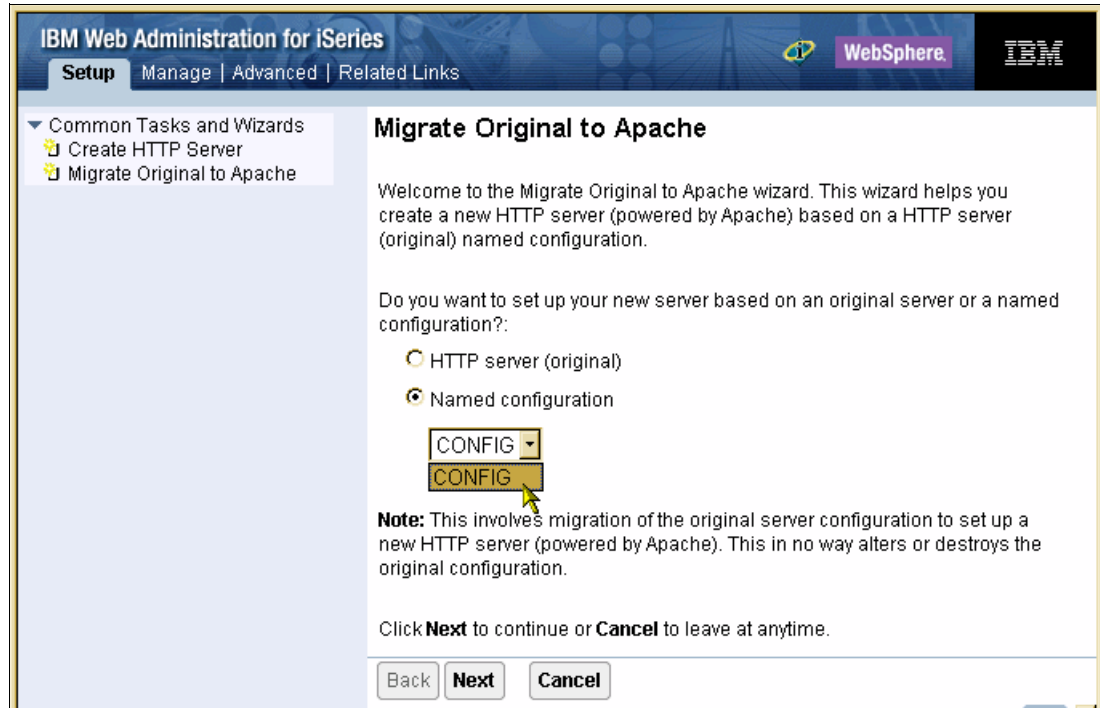 IBM Web Administration for iSeries
WebSphere.
IBM
Setup Manage | Advanced | Related Links
Common Tasks and Wizards
Create HTTP Server
Migrate Original to Apache
Migrate Original to Apache
Welcome to the Migrate Original to Apache wizard. This wizard helps you
create a new HTTP server (powered by Apache) based on a HTTP server
(original) named configuration.
Do you want to set up your new server based on an original server or a named
configuration?:
HTTP server (original)
Named configuration
CONFIG
CONFIG
Note: This involves migration of the original server configuration to set up a
new HTTP server (powered by Apache). This in no way alters or destroys the
original configuration.
Click Next to continue or Cancel to leave at anytime.
Back Next Cancel